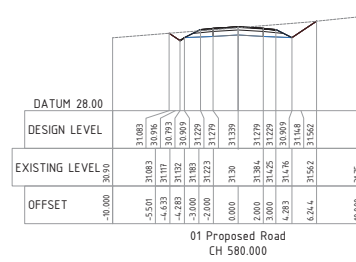 DATUM 28.00
DESIGN LEVEL 31.083 30.916 30.793 30.909 31.229 31.279 31.339 31.279 31.229 30.909 31.148 31.562
EXISTING LEVEL 30.90 31.083 31.117 31.132 31.183 31.223 31.30 31.384 31.425 31.476 31.562
OFFSET -10.000 -5.501 -4.633 -4.283 -3.000 -2.000 0.000 2.000 3.000 4.283 6.244
01 Proposed Road
CH 580.000